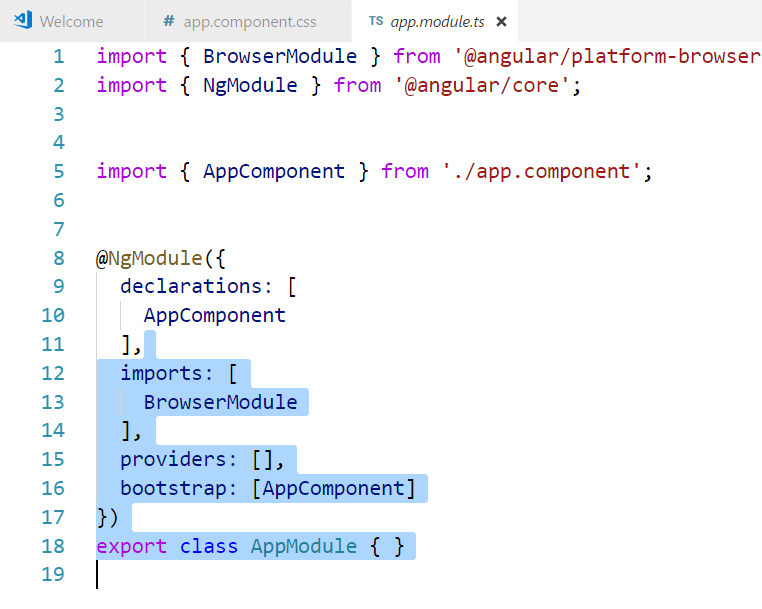 Welcome # app.component.css TS app.module.ts ×
1 import { BrowserModule } from '@angular/platform-browser
2 import { NgModule } from '@angular/core';
3
4
5 import { AppComponent } from './app.component';
6
7
8 @NgModule({
9 declarations: [
10 AppComponent
11 ],
12 imports: [
13 BrowserModule
14 ],
15 providers: [],
16 bootstrap: [AppComponent]
17 })
18 export class AppModule { }
19